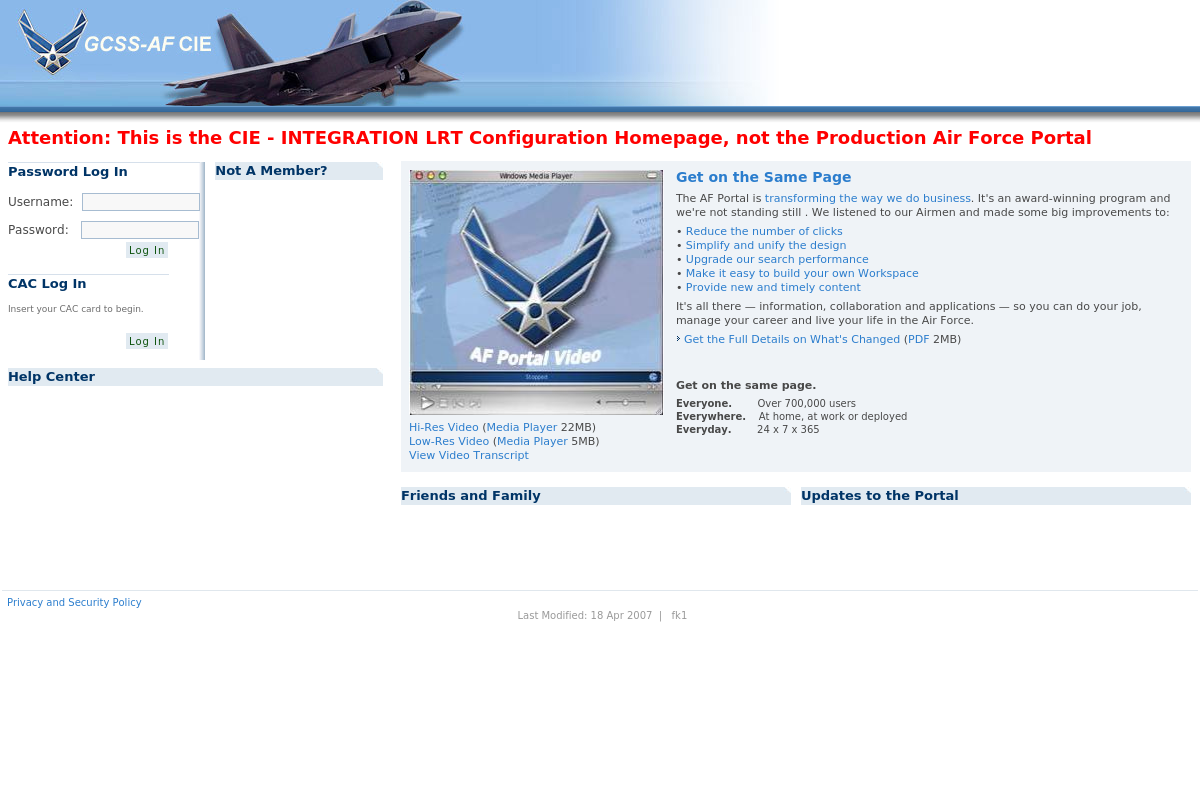 GCSS-AF CIE
Attention: This is the CIE - INTEGRATION LRT Configuration Homepage, not the Production Air Force Portal
Password Log In
Username:
Password:
Log In
CAC Log In
Insert your CAC card to begin.
Log In
Help Center
Not A Member?
Windows Media Player
AF Portal Video
Stopped
Hi-Res Video (Media Player 22MB)
Low-Res Video (Media Player 5MB)
View Video Transcript
Get on the Same Page
The AF Portal is transforming the way we do business. It's an award-winning program and
we're not standing still . We listened to our Airmen and made some big improvements to:
• Reduce the number of clicks
• Simplify and unify the design
• Upgrade our search performance
• Make it easy to build your own Workspace
• Provide new and timely content
It's all there — information, collaboration and applications — so you can do your job,
manage your career and live your life in the Air Force.
Get the Full Details on What's Changed (PDF 2MB)
Get on the same page.
Everyone. Over 700,000 users
Everywhere. At home, at work or deployed
Everyday. 24 x 7 x 365
Friends and Family
Updates to the Portal
Privacy and Security Policy
Last Modified: 18 Apr 2007 | fk1